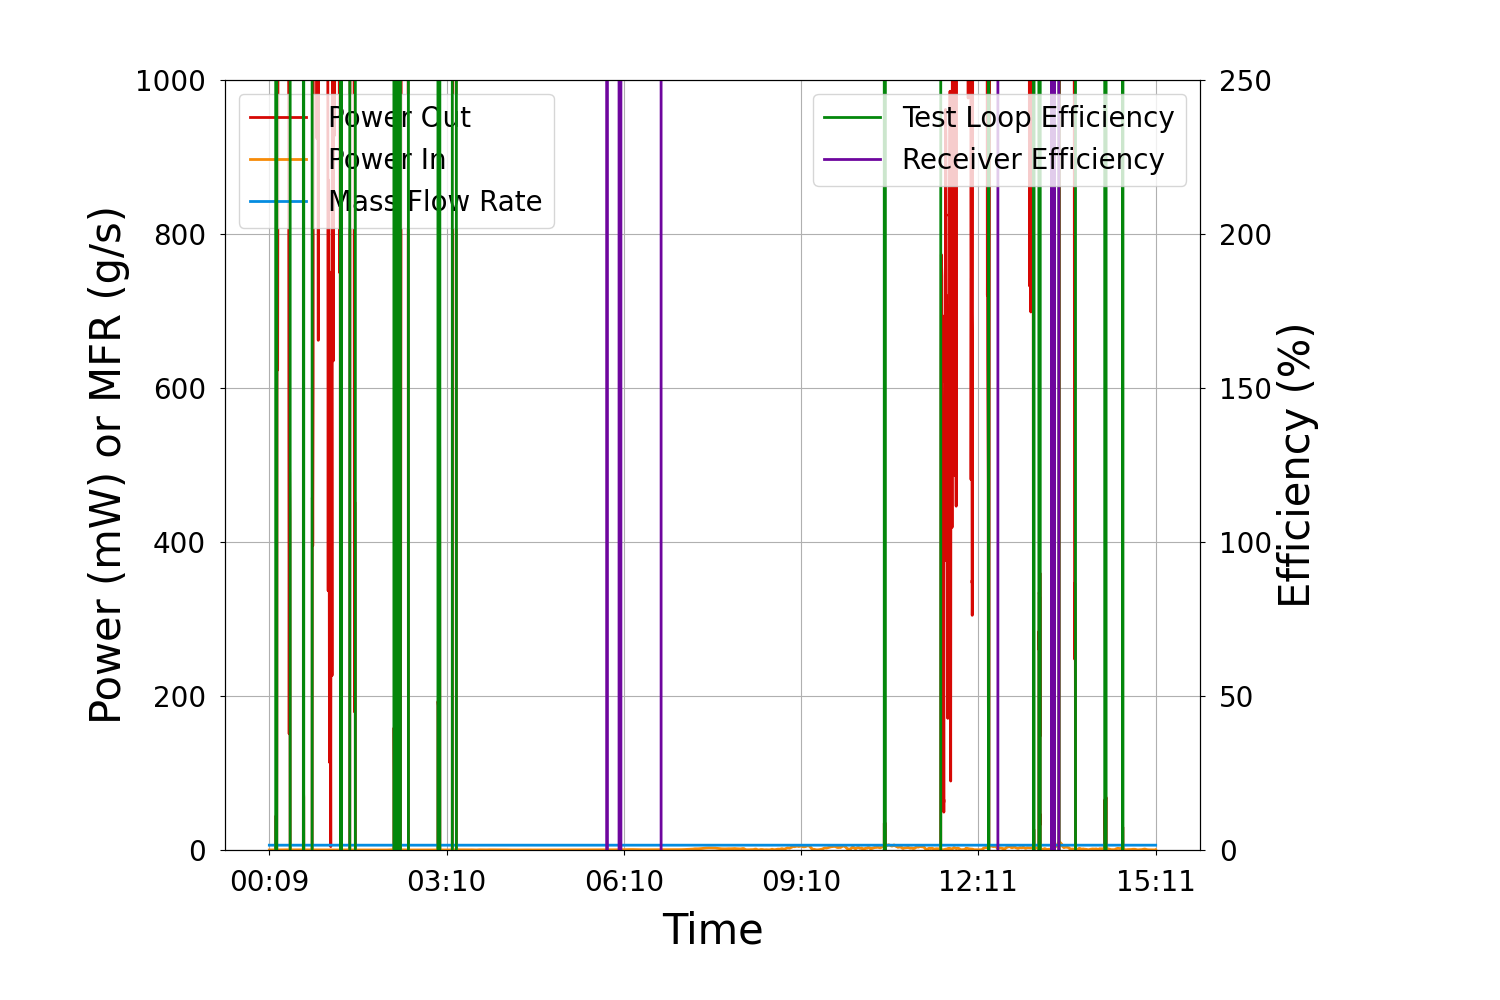 1000
800
600
400
200
0
Power (mW) or MFR (g/s)
Power Out
Power In
Mass Flow Rate
Test Loop Efficiency
Receiver Efficiency
250
200
150
100
50
0
Efficiency (%)
00:09 03:10 06:10 09:10 12:11 15:11
Time